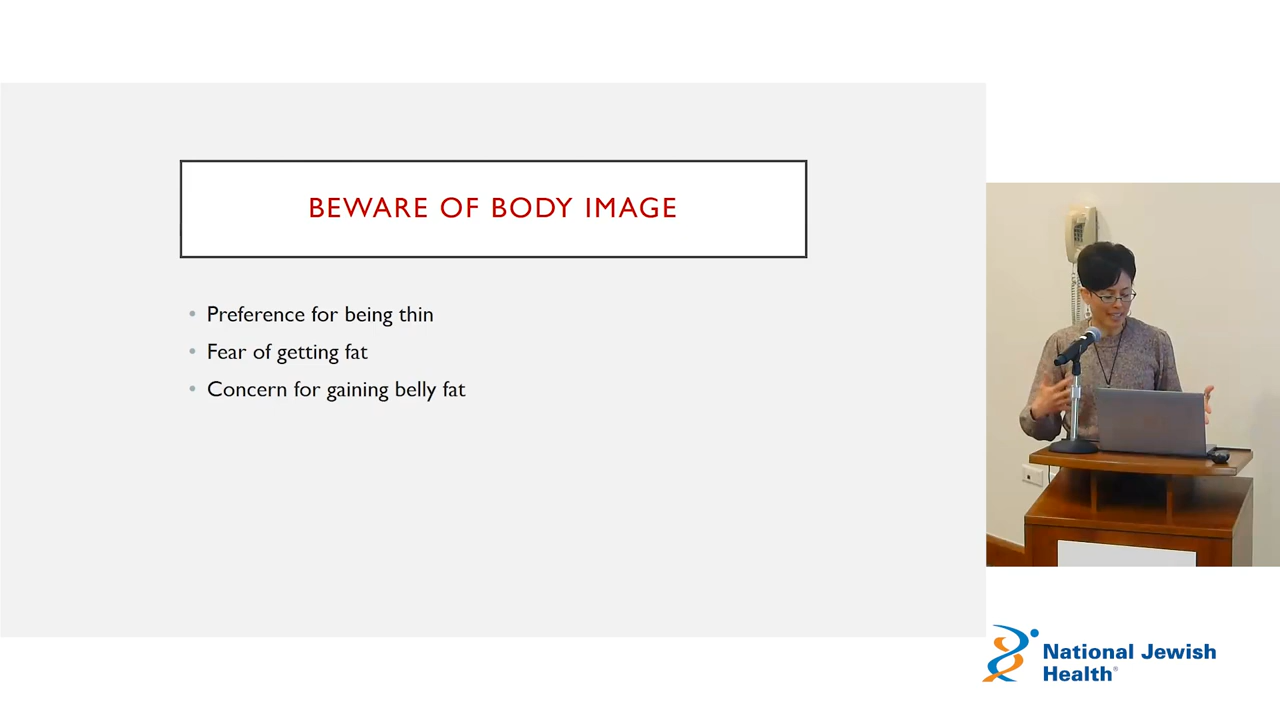 BEWARE OF BODY IMAGE
• Preference for being thin
• Fear of getting fat
• Concern for gaining belly fat
National Jewish
Health®